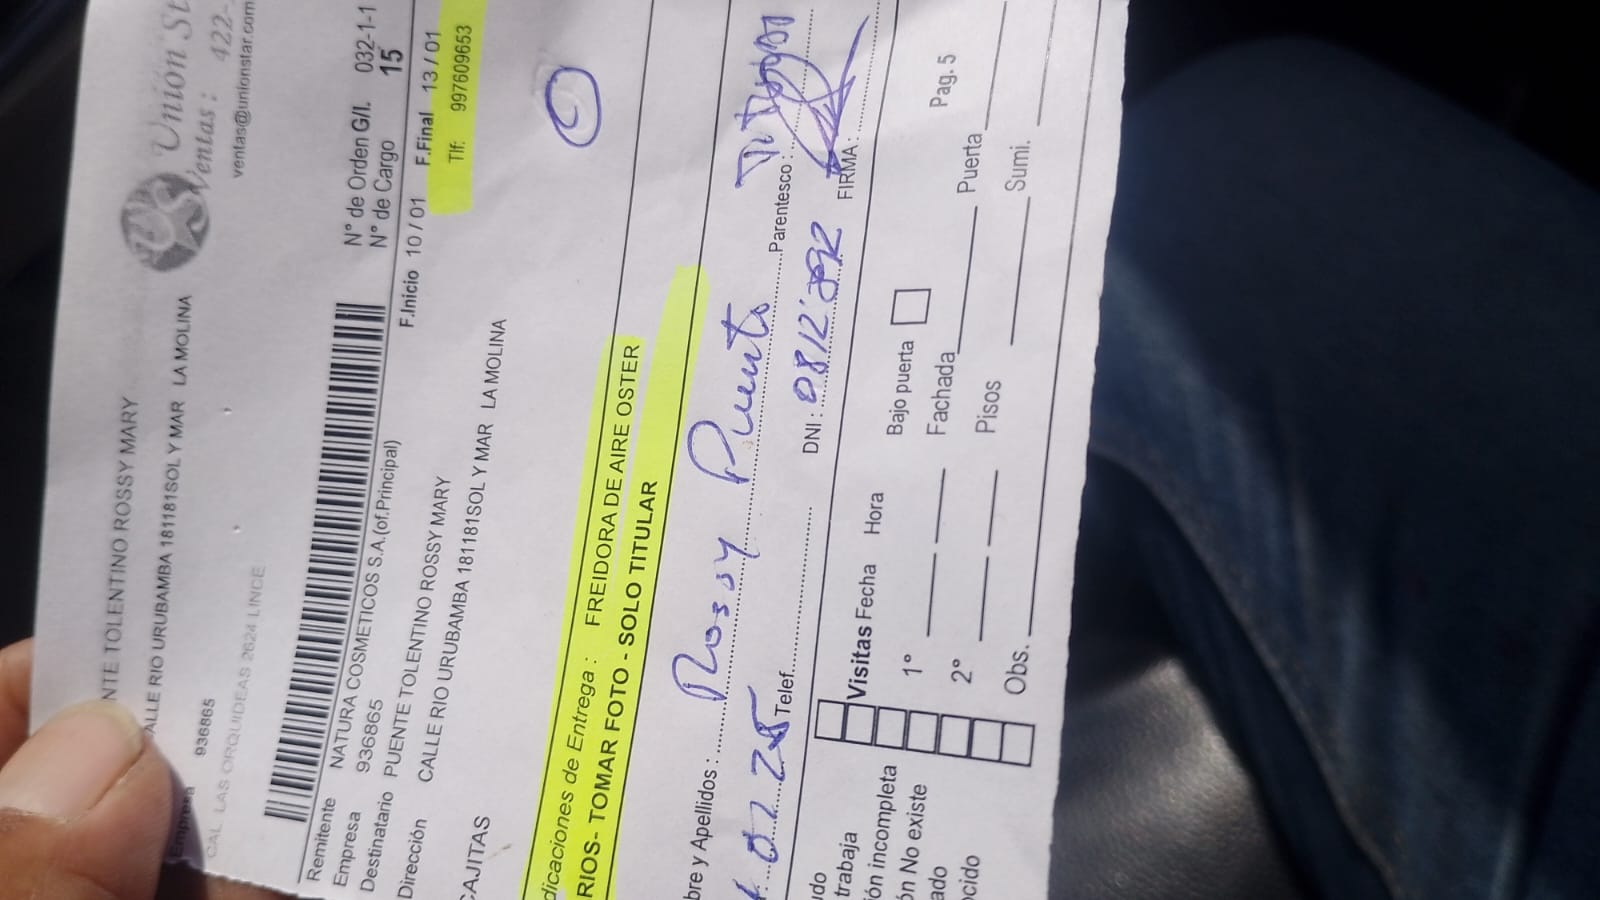 NTE TOLENTINO ROSSY MARY
ALLE RIO URUBAMBA 181181SOL Y MAR LA MOLINA
Union St
Ventas : 422-
ventas@unionstar.com
936865
Empresa
CAL. LAS ORQUIDEAS 2624 LINCE
N° de Orden G/I. 032-1-1
N° de Cargo 15
Remitente NATURA COSMETICOS S.A.(of.Principal)
F.Inicio 10 / 01 F.Final 13 / 01
Empresa 936865
Tlf: 997609653
Destinatario PUENTE TOLENTINO ROSSY MARY
Dirección CALLE RIO URUBAMBA 181181SOL Y MAR LA MOLINA
CAJITAS
dicaciones de Entrega : FREIDORA DE AIRE OSTER
RIOS- TOMAR FOTO - SOLO TITULAR
bre y Apellidos : Rossy Puente Parentesco :
Telef. DNI : FIRMA :
udo
trabaja
ión incompleta
ón No existe
ado
ocido
Visitas Fecha Hora
1°
2°
Obs.
Bajo puerta
Fachada Puerta
Pisos Sumi.
Pag. 5